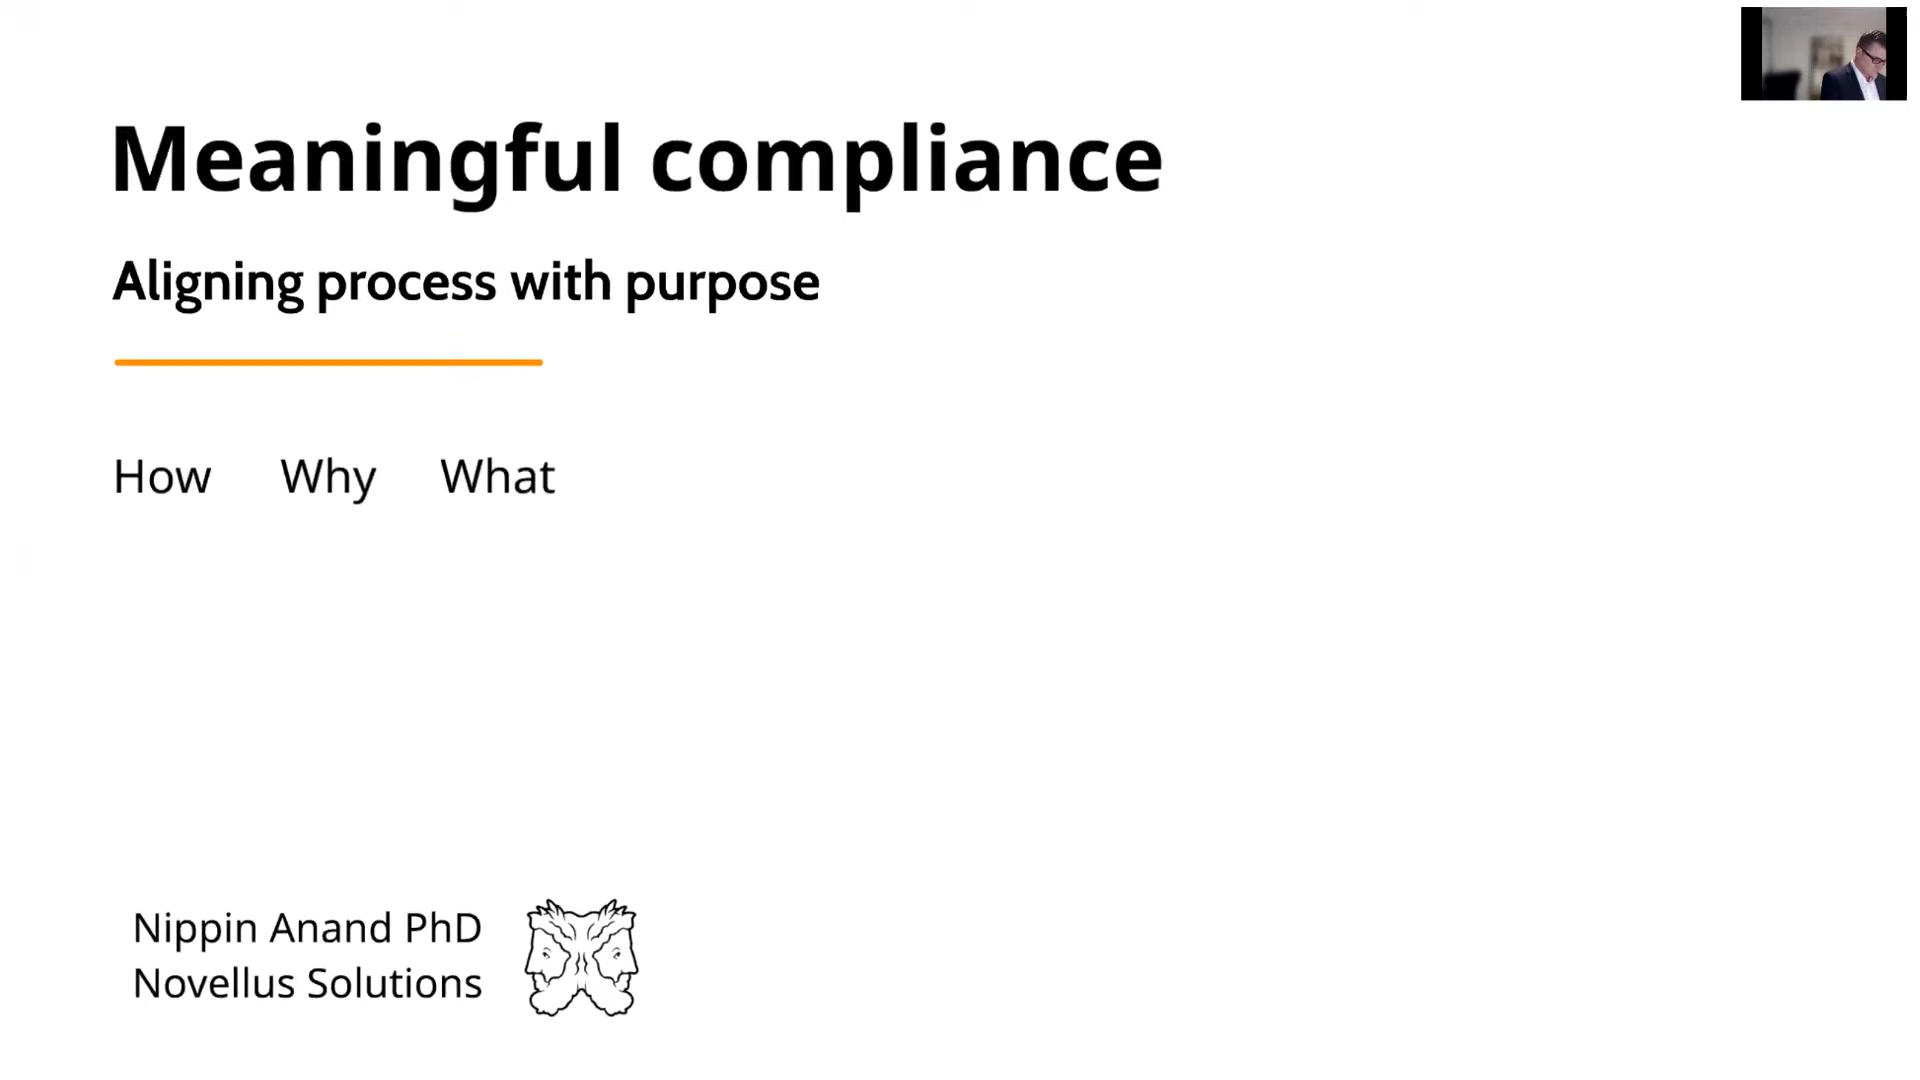 Meaningful compliance
Aligning process with purpose
How Why What
Nippin Anand PhD
Novellus Solutions